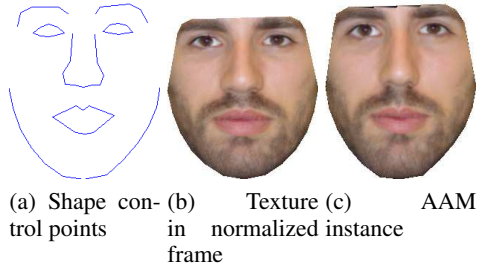 (a) Shape con-
trol points
(b) Texture
in normalized
frame
(c) AAM
instance